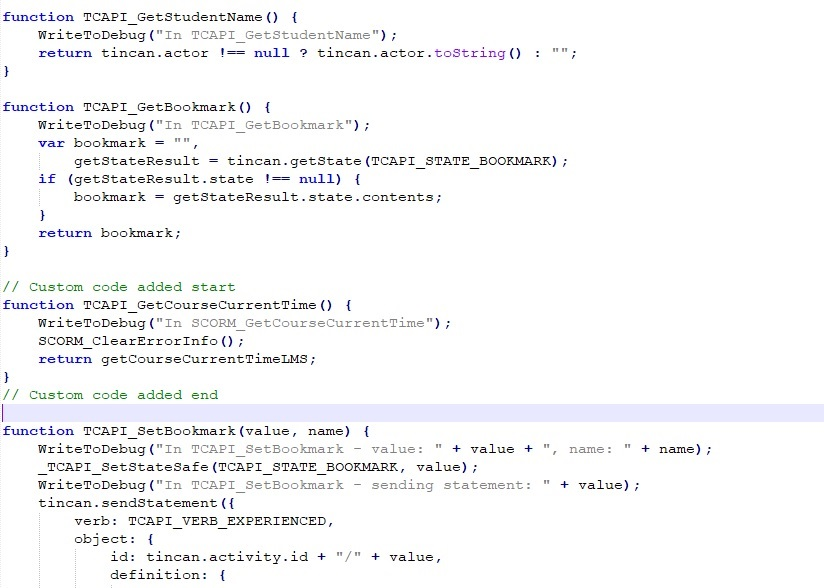 function TCAPI_GetStudentName() {
WriteToDebug("In TCAPI_GetStudentName");
return tincan.actor !== null ? tincan.actor.toString() : "";
}
function TCAPI_GetBookmark() {
WriteToDebug("In TCAPI_GetBookmark");
var bookmark = "",
getStateResult = tincan.getState(TCAPI_STATE_BOOKMARK);
if (getStateResult.state !== null) {
bookmark = getStateResult.state.contents;
}
return bookmark;
}
// Custom code added start
function TCAPI_GetCourseCurrentTime() {
WriteToDebug("In SCORM_GetCourseCurrentTime");
SCORM_ClearErrorInfo();
return getCourseCurrentTimeLMS;
}
// Custom code added end
function TCAPI_SetBookmark(value, name) {
WriteToDebug("In TCAPI_SetBookmark - value: " + value + ", name: " + name);
_TCAPI_SetStateSafe(TCAPI_STATE_BOOKMARK, value);
WriteToDebug("In TCAPI_SetBookmark - sending statement: " + value);
tincan.sendStatement({
verb: TCAPI_VERB_EXPERIENCED,
object: {
id: tincan.activity.id + "/" + value,
definition: {